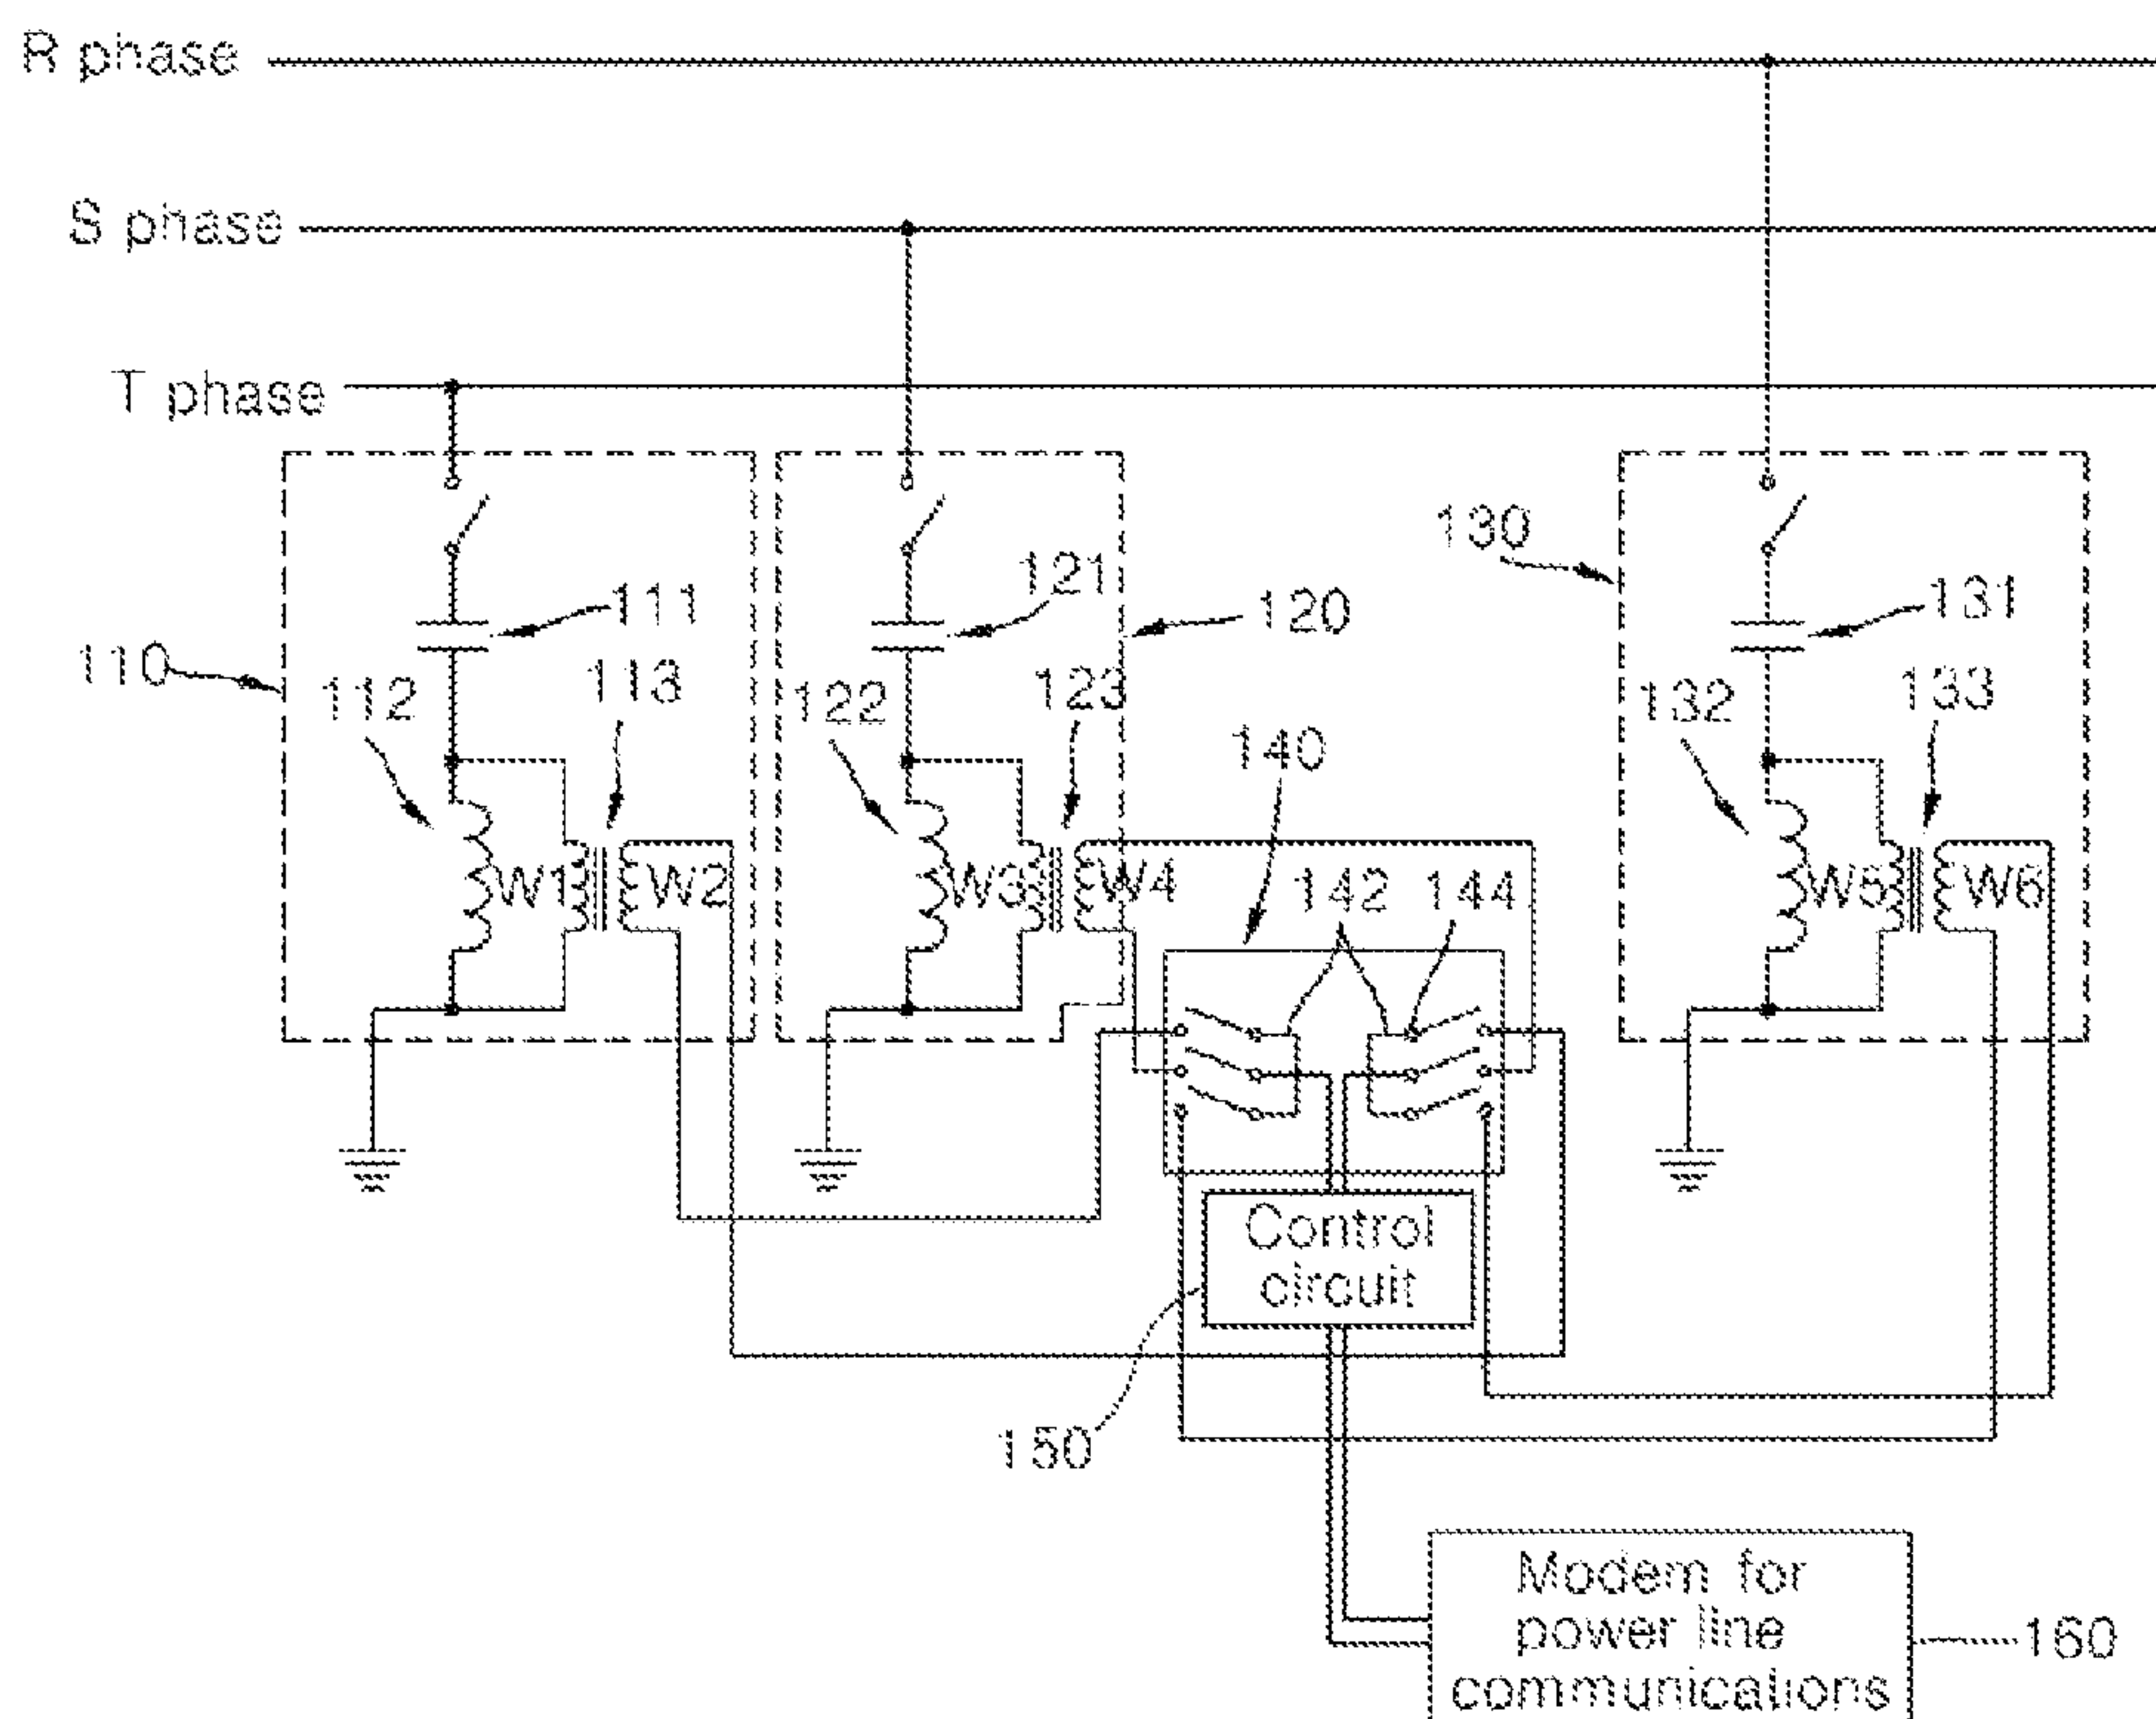 R phase
S phase
T phase
130
121
111
120
131
110
113
123
133
112
122
132
140
W1
W2
W3
W4
142
144
W5
W6
Control
circuit
150
Modem for
power line
communications
160